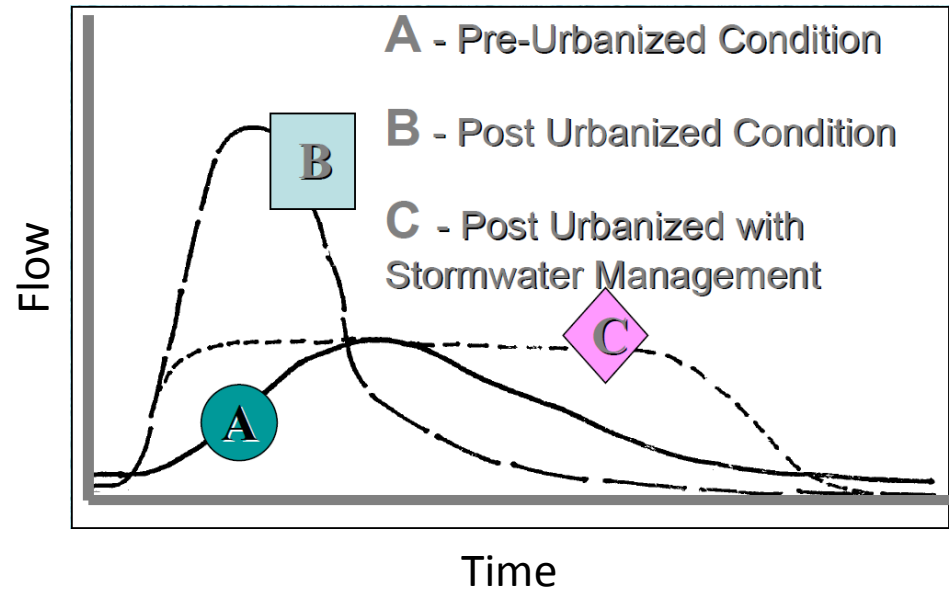 A - Pre-Urbanized Condition
B - Post Urbanized Condition
C - Post Urbanized with
Stormwater Management
B
C
A
Flow
Time